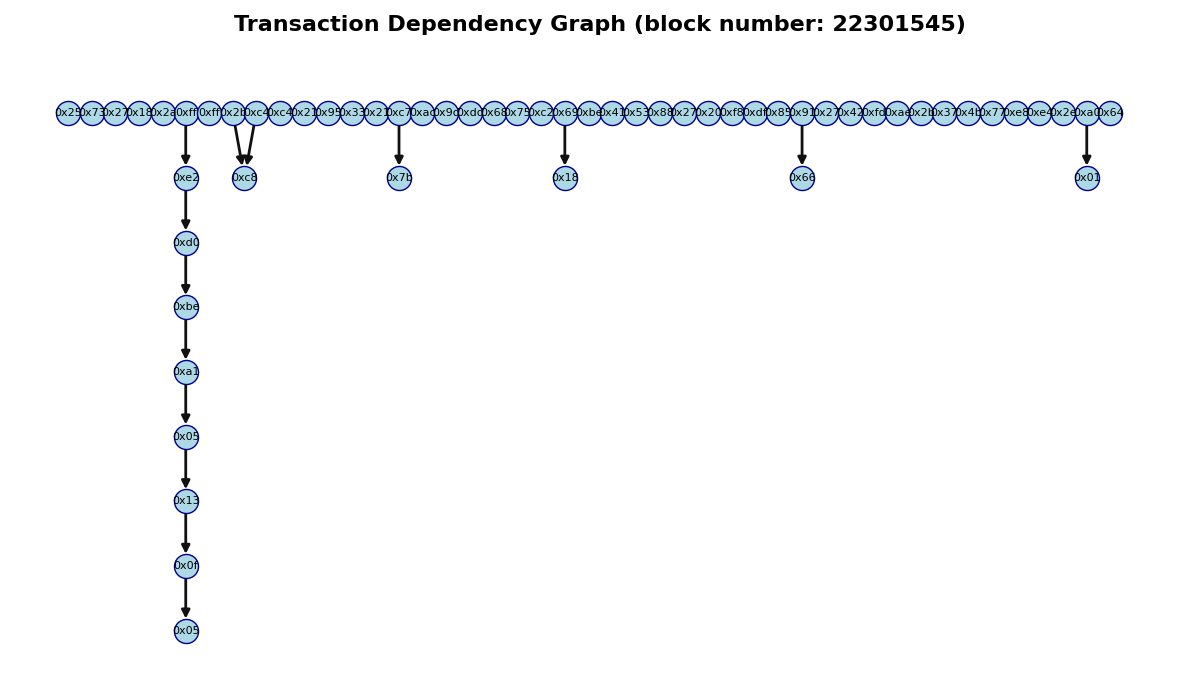 Transaction Dependency Graph (block number: 22301545)
0x25 0x73 0x27 0x18 0x2a 0xff 0xff 0x2b 0xc4 0xc4 0x21 0x95 0x33 0x21 0xc7 0xac 0x9c 0xdc 0x68 0x75 0xc2 0x69 0xbe 0x41 0x53 0x88 0x27 0x20 0xf8 0xdf 0x85 0x91 0x27 0x42 0xfd 0xae 0x2b 0x37 0x4b 0x77 0xe8 0xe4 0x2e 0xa0 0x64
0xe2 0xc8 0x7b 0x18 0x66 0x01
0xd0
0xbe
0xa1
0x05
0x13
0x0f
0x05